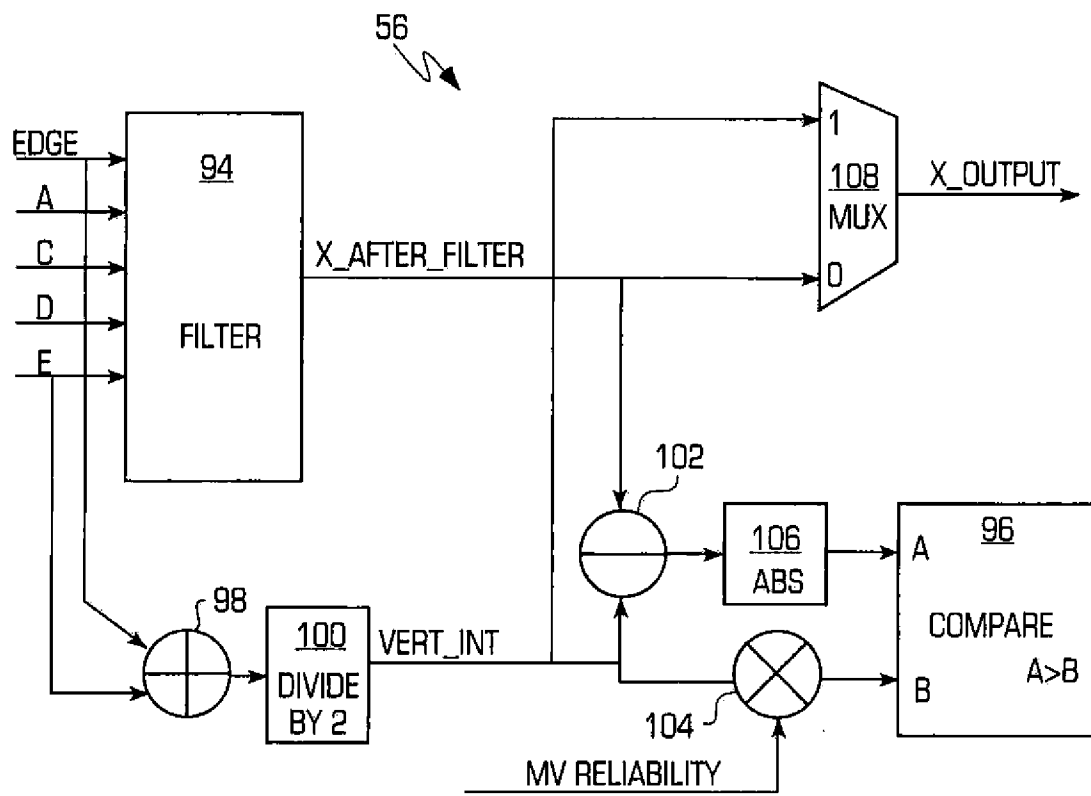 56
EDGE
A
C
D
E
94
FILTER
X_AFTER_FILTER
1
108
MUX
0
X_OUTPUT
102
106
ABS
A
96
COMPARE
A>B
B
98
100
DIVIDE
BY 2
VERT_INT
104
MV RELIABILITY